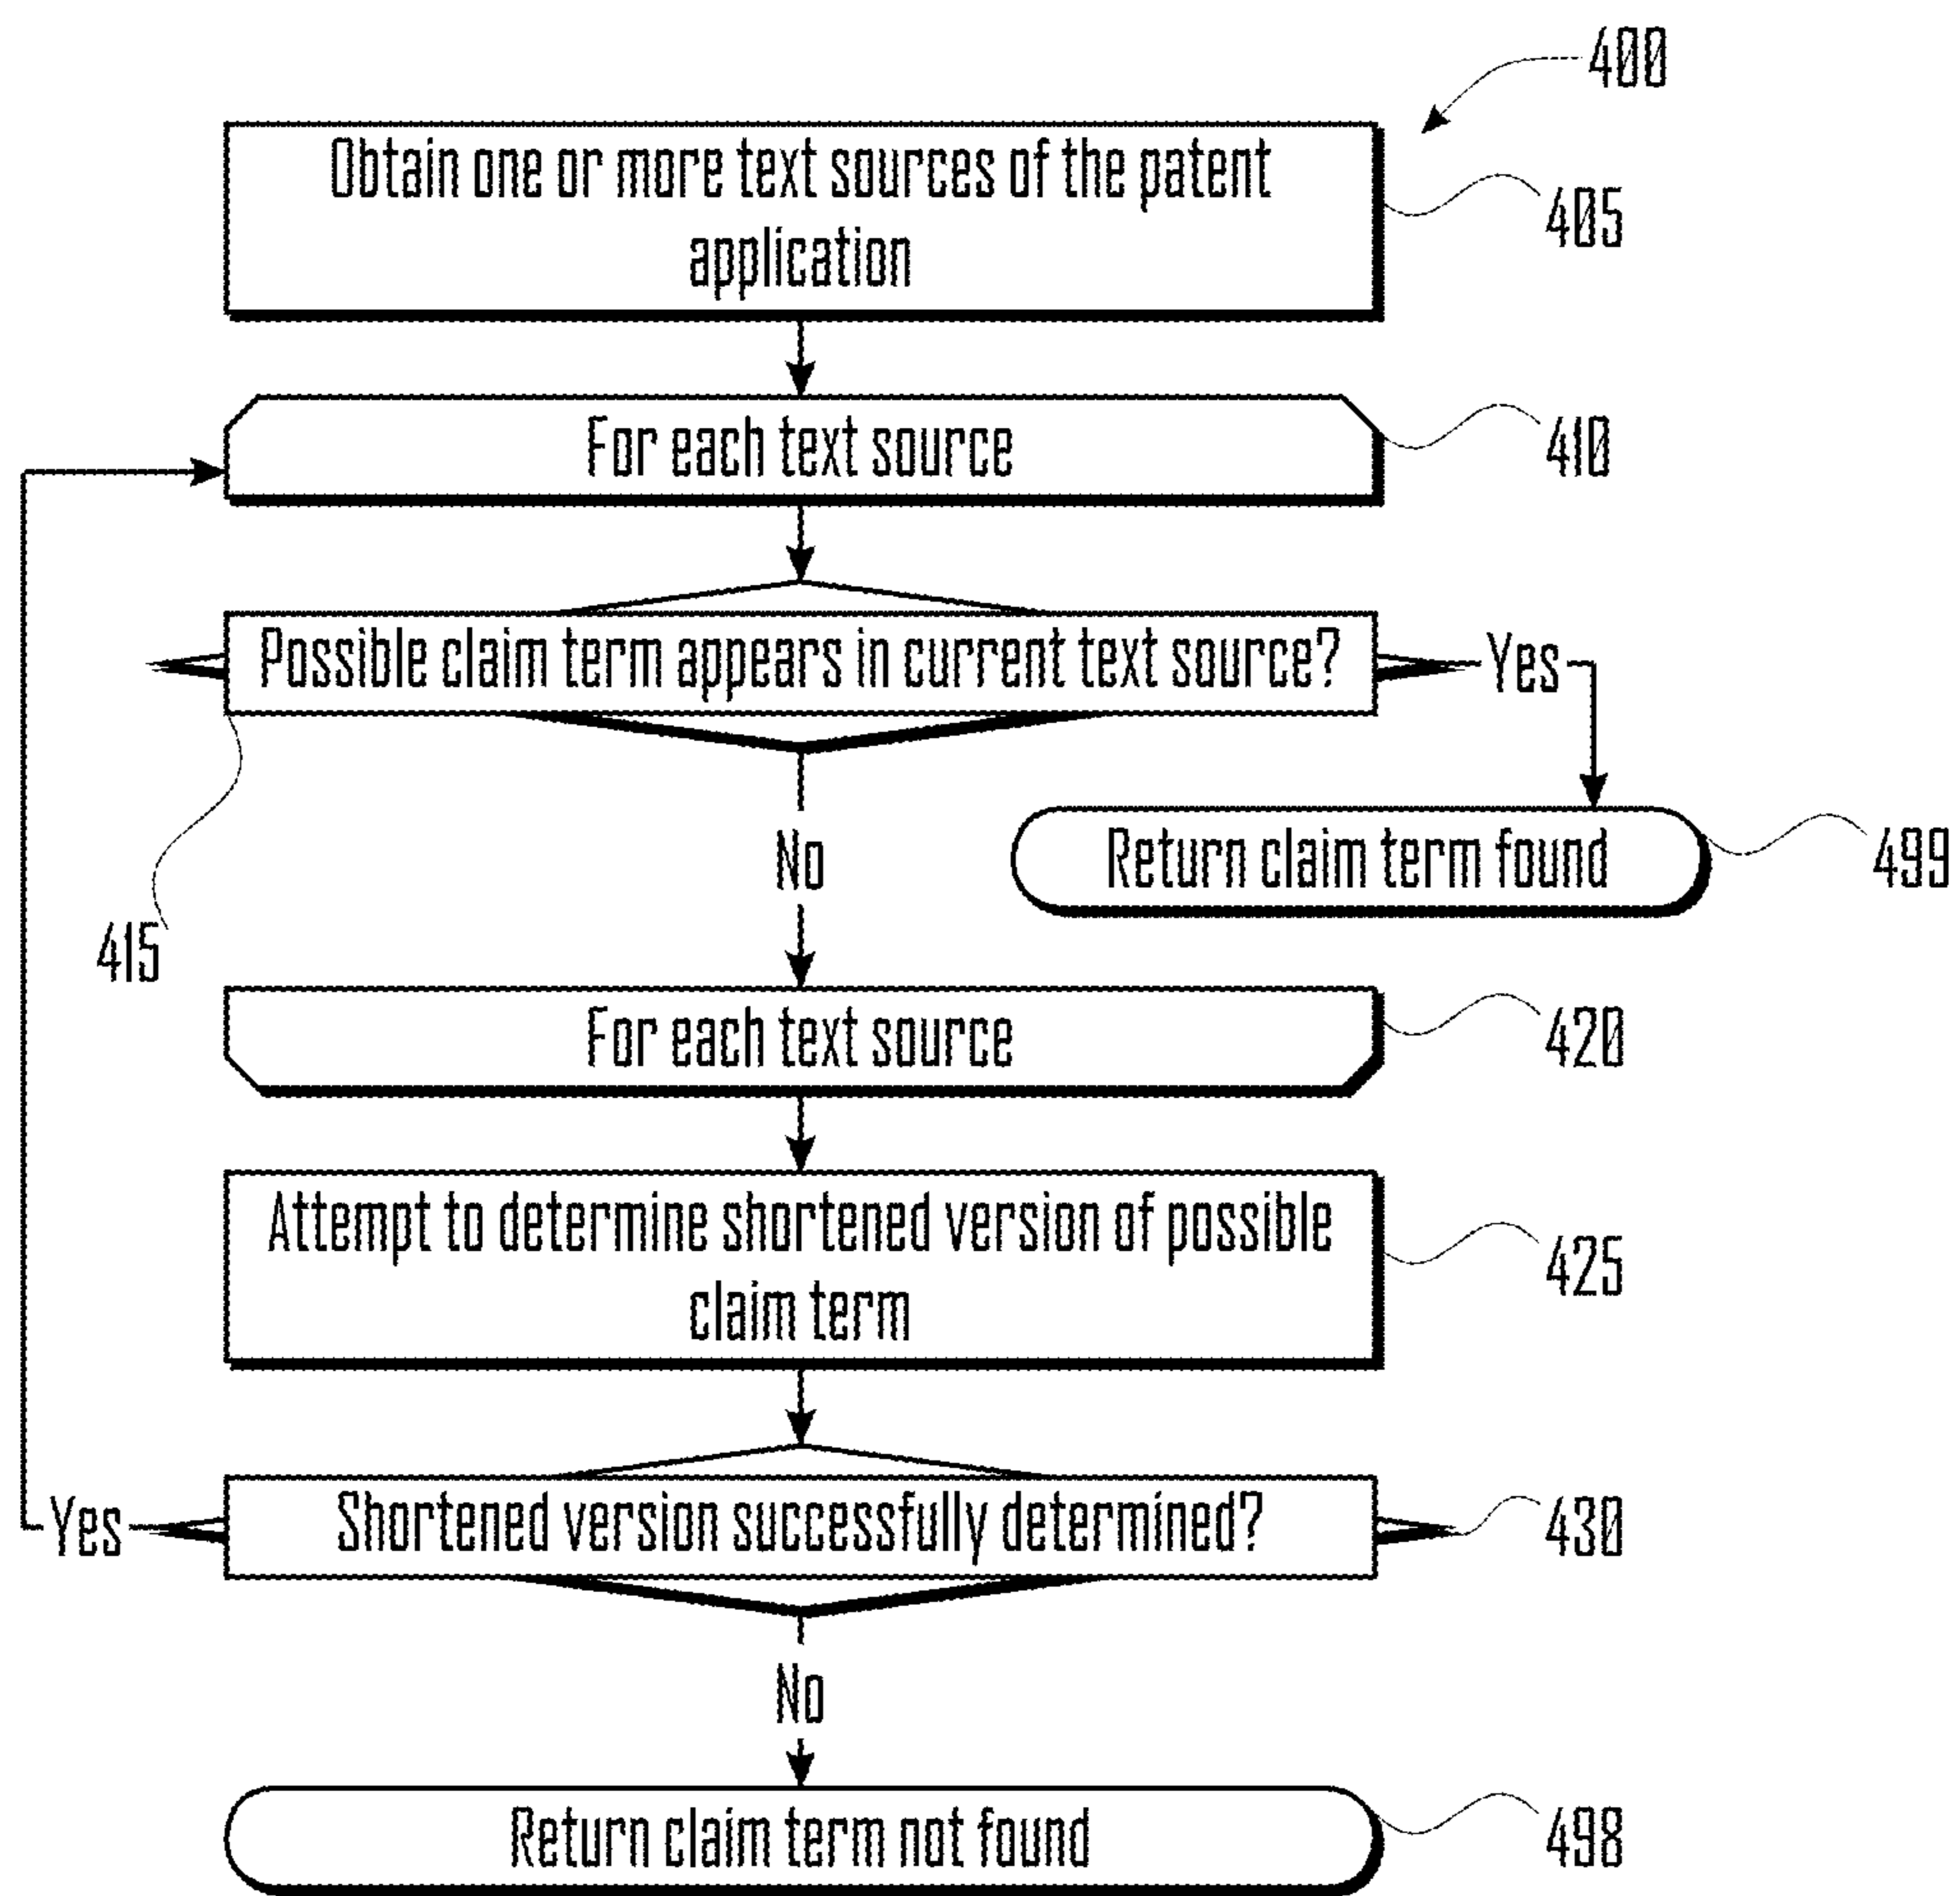 400
Obtain one or more text sources of the patent
application
405
For each text source
410
Possible claim term appears in current text source?
Yes
No
Return claim term found
499
415
For each text source
420
Attempt to determine shortened version of possible
claim term
425
Shortened version successfully determined?
Yes
430
No
Return claim term not found
498